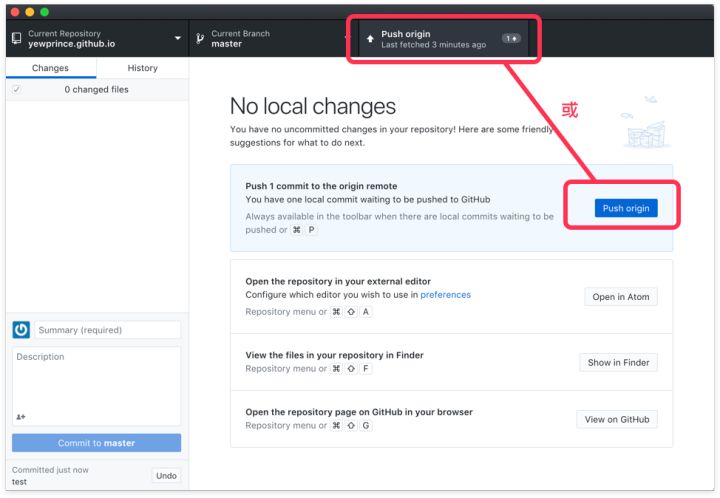 Current Repository
yewprince.github.io
Current Branch
master
Push origin
Last fetched 3 minutes ago
1
Changes
History
0 changed files
No local changes
或
You have no uncommitted changes in your repository! Here are some friendly
suggestions for what to do next.
Push 1 commit to the origin remote
You have one local commit waiting to be pushed to GitHub
Always available in the toolbar when there are local commits waiting to be
pushed or ⌘ P
Push origin
Open the repository in your external editor
Configure which editor you wish to use in preferences
Repository menu or ⌘ ⇧ A
Open in Atom
View the files in your repository in Finder
Repository menu or ⌘ ⇧ F
Show in Finder
Open the repository page on GitHub in your browser
Repository menu or ⌘ ⇧ G
View on GitHub
Summary (required)
Description
Commit to master
Committed just now
test
Undo